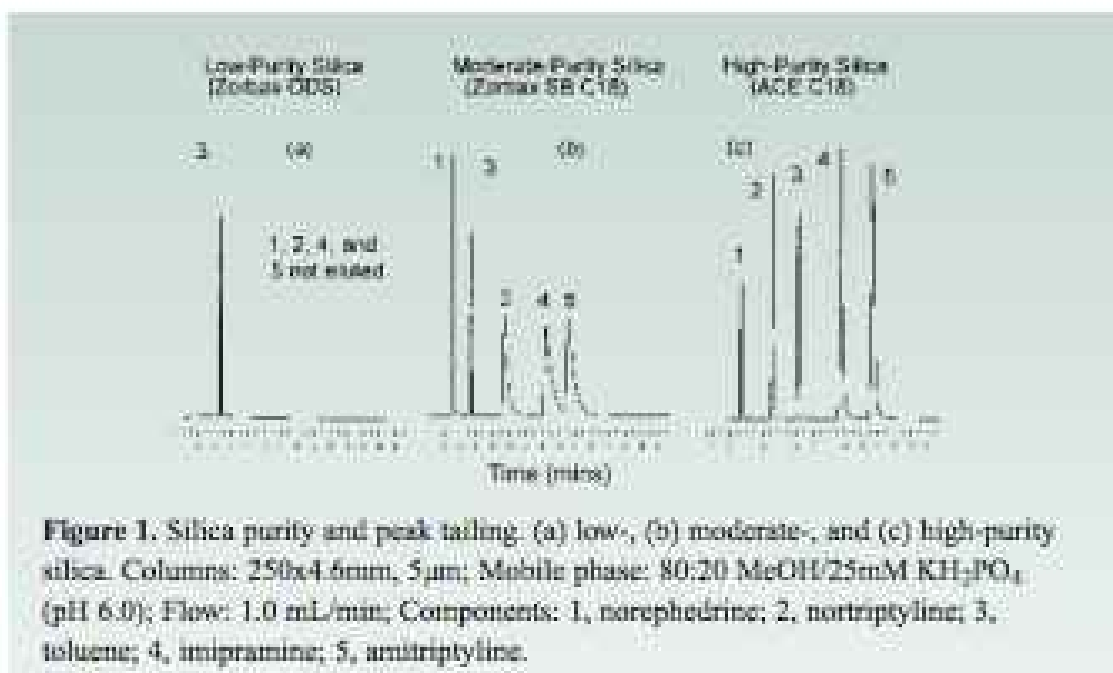 Low-Purity Silica
(Zorbax ODS)
Moderate-Purity Silica
(Zorbax SB C18)
High-Purity Silica
(ACE C18)
3
(a)
1, 2, 4, and
5 not eluted
1
3
(b)
2
4
5
(c)
1
2
3
4
5
Time (mins)
Figure 1. Silica purity and peak tailing. (a) low-, (b) moderate-, and (c) high-purity
silica. Columns: 250x4.6mm, 5μm; Mobile phase: 80:20 MeOH/25mM KH₂PO₄
(pH 6.0); Flow: 1.0 mL/min; Components: 1, norephedrine; 2, nortriptyline; 3,
toluene; 4, imipramine; 5, amitriptyline.